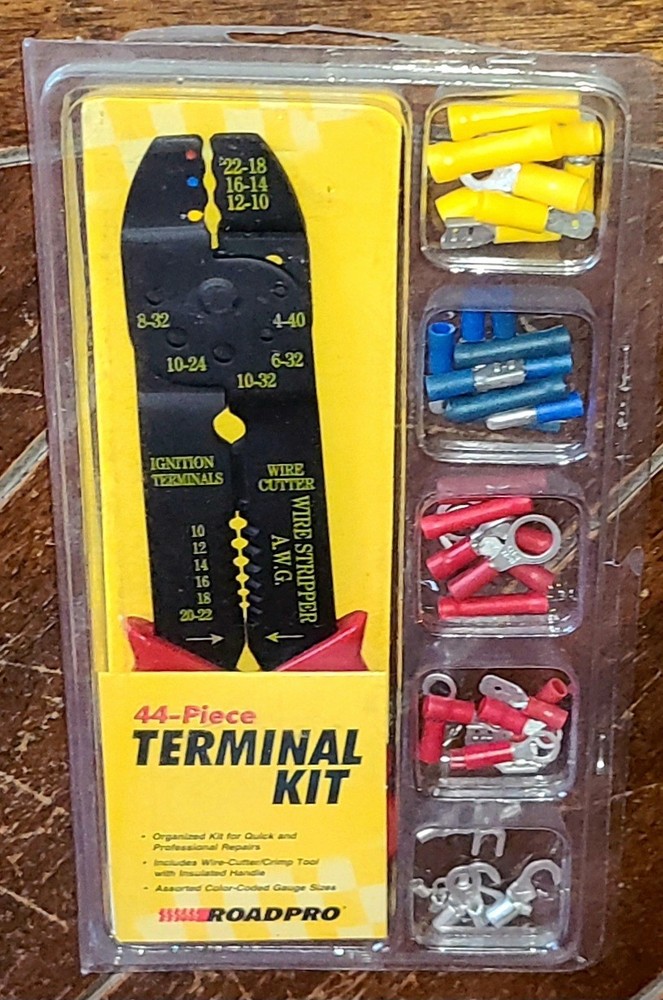 22-18
16-14
12-10
8-32
4-40
10-24
6-32
10-32
IGNITION
TERMINALS
WIRE
CUTTER
WIRE STRIPPER
A.W.G.
10
12
14
16
18
20-22
44-Piece
TERMINAL
KIT
• Organized Kit for Quick and
Professional Repairs
• Includes Wire-Cutter/Crimp Tool
with Insulated Handle
• Assorted Color-Coded Gauge Sizes
ROADPRO